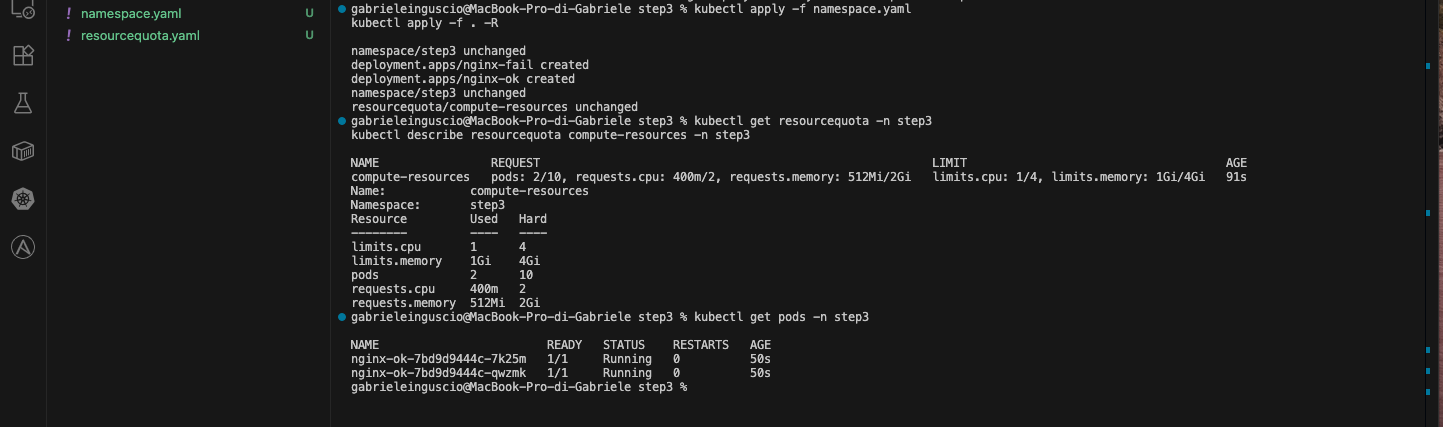 ! namespace.yaml U
! resourcequota.yaml U
gabrieleinguscio@MacBook-Pro-di-Gabriele step3 % kubectl apply -f namespace.yaml
kubectl apply -f . -R
namespace/step3 unchanged
deployment.apps/nginx-fail created
deployment.apps/nginx-ok created
namespace/step3 unchanged
resourcequota/compute-resources unchanged
gabrieleinguscio@MacBook-Pro-di-Gabriele step3 % kubectl get resourcequota -n step3
kubectl describe resourcequota compute-resources -n step3
NAME REQUEST LIMIT AGE
compute-resources pods: 2/10, requests.cpu: 400m/2, requests.memory: 512Mi/2Gi limits.cpu: 1/4, limits.memory: 1Gi/4Gi 91s
Name: compute-resources
Namespace: step3
Resource Used Hard
-------- ---- ----
limits.cpu 1 4
limits.memory 1Gi 4Gi
pods 2 10
requests.cpu 400m 2
requests.memory 512Mi 2Gi
gabrieleinguscio@MacBook-Pro-di-Gabriele step3 % kubectl get pods -n step3
NAME READY STATUS RESTARTS AGE
nginx-ok-7bd9d9444c-7k25m 1/1 Running 0 50s
nginx-ok-7bd9d9444c-qwzmk 1/1 Running 0 50s
gabrieleinguscio@MacBook-Pro-di-Gabriele step3 %